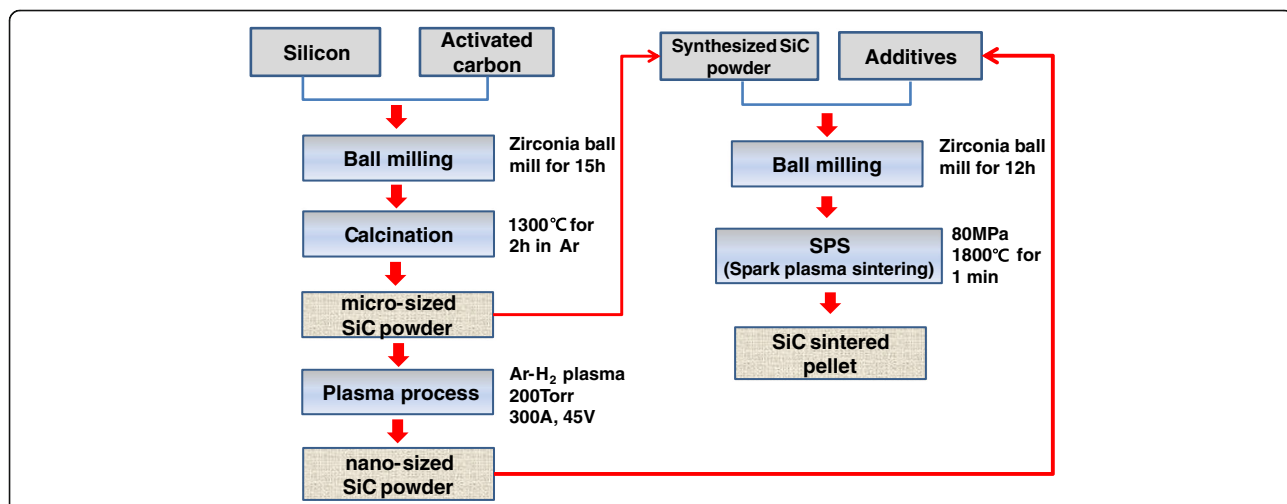 Silicon
Activated
carbon
Ball milling
Zirconia ball
mill for 15h
Calcination
1300℃ for
2h in Ar
micro-sized
SiC powder
Plasma process
Ar-H₂ plasma
200Torr
300A, 45V
nano-sized
SiC powder
Synthesized SiC
powder
Additives
Ball milling
Zirconia ball
mill for 12h
SPS
(Spark plasma sintering)
80MPa
1800℃ for
1 min
SiC sintered
pellet